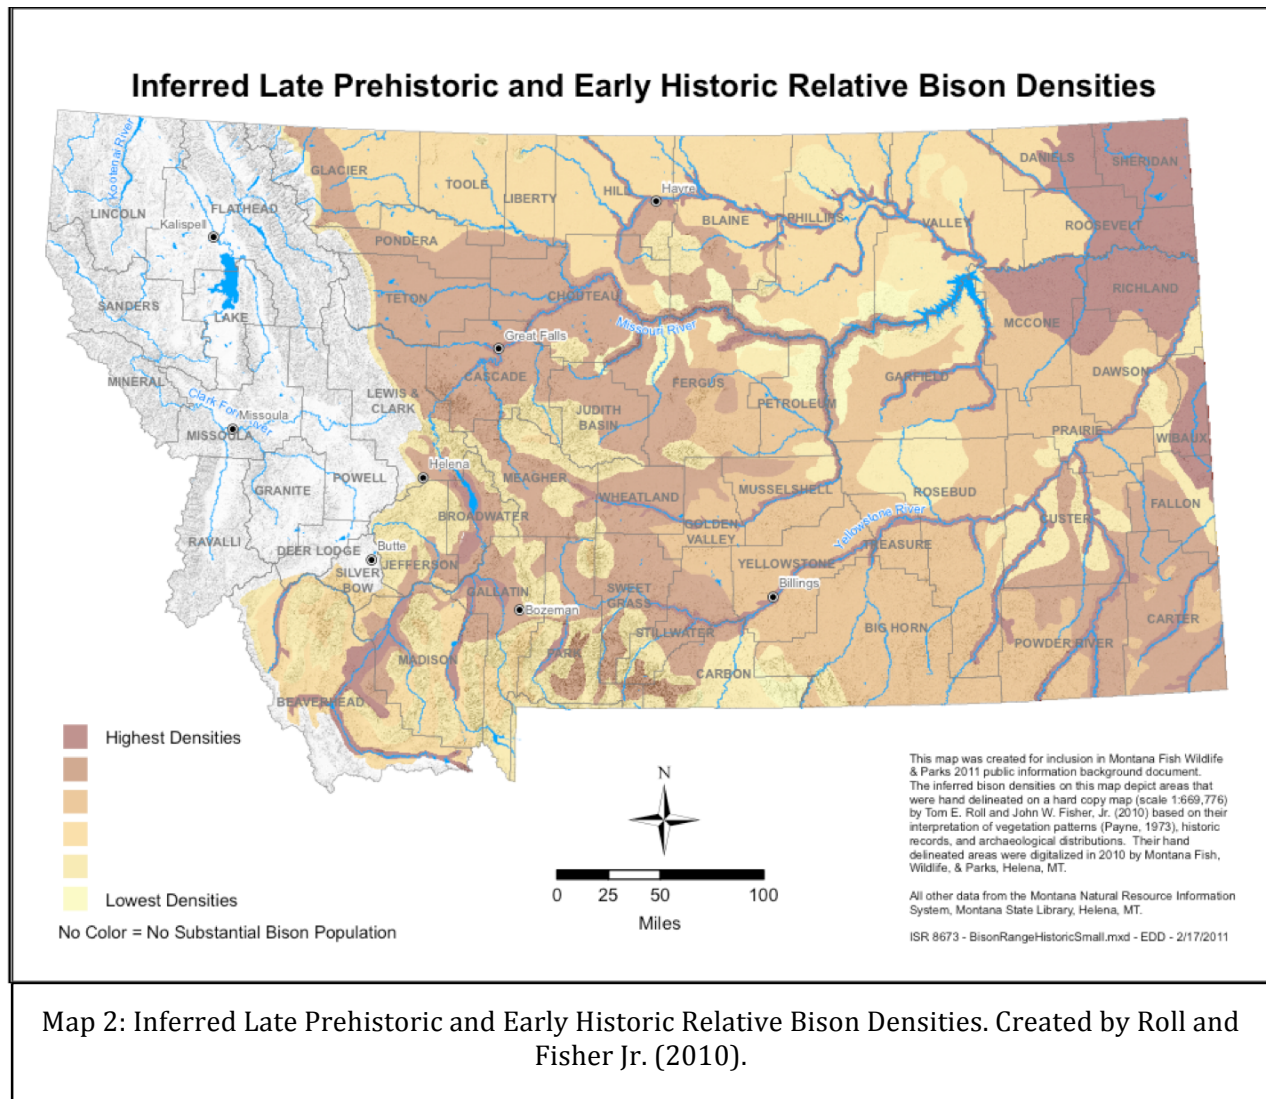 Inferred Late Prehistoric and Early Historic Relative Bison Densities
Kootenai River
LINCOLN
FLATHEAD
Kalispell
GLACIER
TOOLE
LIBERTY
HILL
Havre
BLAINE
PHILLIPS
VALLEY
DANIELS
SHERIDAN
ROOSEVELT
PONDERA
TETON
CHOUTEAU
SANDERS
LAKE
Missouri River
RICHLAND
MCCONE
Great Falls
MINERAL
CASCADE
LEWIS &
CLARK
FERGUS
JUDITH
BASIN
PETROLEUM
GARFIELD
DAWSON
Clark Fork River
Missoula
MISSOULA
PRAIRIE
WIBAUX
Helena
POWELL
GRANITE
MEAGHER
WHEATLAND
MUSSELSHELL
ROSEBUD
FALLON
BROADWATER
GOLDEN
VALLEY
Yellowstone River
CUSTER
RAVALLI
DEER LODGE
Butte
SILVER
BOW
JEFFERSON
TREASURE
YELLOWSTONE
GALLATIN
Bozeman
SWEET
GRASS
Billings
STILLWATER
BIG HORN
POWDER RIVER
CARTER
MADISON
PARK
CARBON
BEAVERHEAD
Highest Densities
Lowest Densities
No Color = No Substantial Bison Population
N
0 25 50 100
Miles
This map was created for inclusion in Montana Fish Wildlife
& Parks 2011 public information background document.
The inferred bison densities on this map depict areas that
were hand delineated on a hard copy map (scale 1:669,776)
by Tom E. Roll and John W. Fisher, Jr. (2010) based on their
interpretation of vegetation patterns (Payne, 1973), historic
records, and archaeological distributions. Their hand
delineated areas were digitalized in 2010 by Montana Fish,
Wildlife, & Parks, Helena, MT.
All other data from the Montana Natural Resource Information
System, Montana State Library, Helena, MT.
ISR 8673 - BisonRangeHistoricSmall.mxd - EDD - 2/17/2011
Map 2: Inferred Late Prehistoric and Early Historic Relative Bison Densities. Created by Roll and
Fisher Jr. (2010).